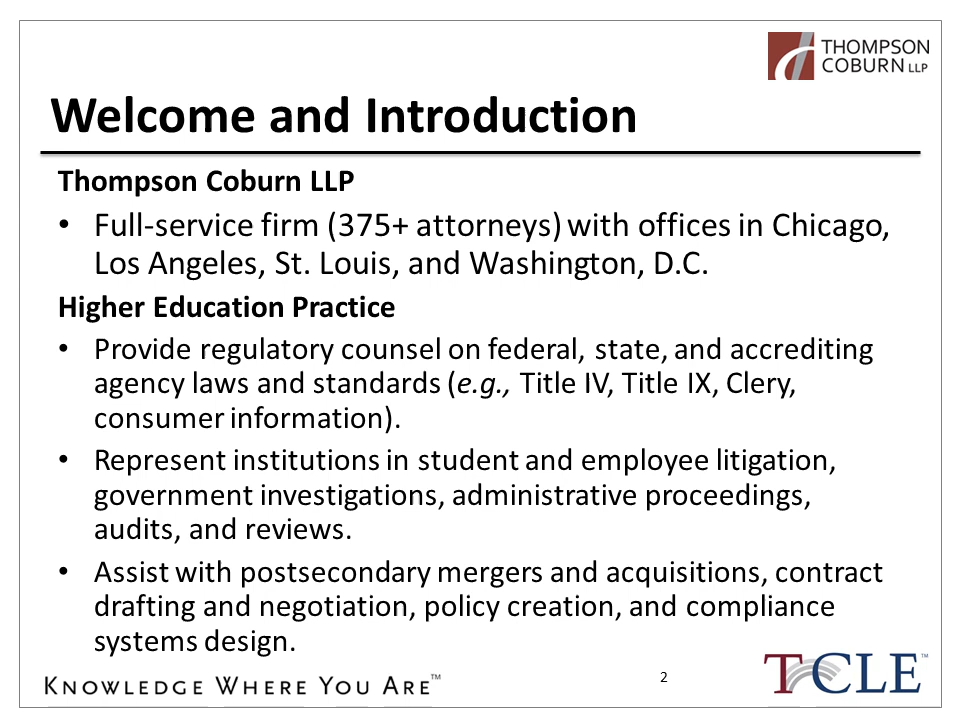 THOMPSON
COBURN LLP
Welcome and Introduction
Thompson Coburn LLP
• Full-service firm (375+ attorneys) with offices in Chicago,
Los Angeles, St. Louis, and Washington, D.C.
Higher Education Practice
• Provide regulatory counsel on federal, state, and accrediting
agency laws and standards (e.g., Title IV, Title IX, Clery,
consumer information).
• Represent institutions in student and employee litigation,
government investigations, administrative proceedings,
audits, and reviews.
• Assist with postsecondary mergers and acquisitions, contract
drafting and negotiation, policy creation, and compliance
systems design.
KNOWLEDGE WHERE YOU ARE™
2
TCCLE™